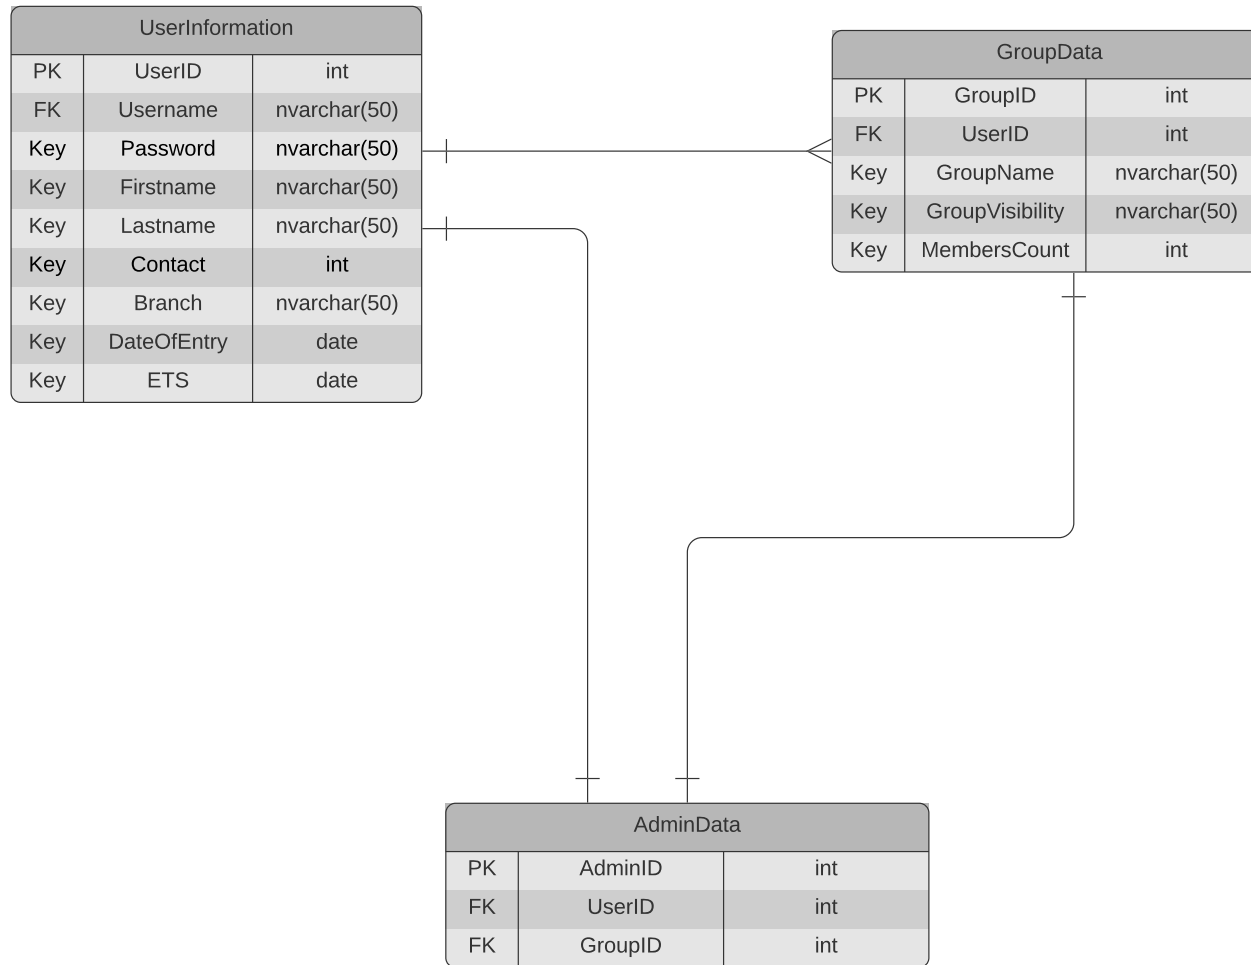 UserInformation
PK UserID int
FK Username nvarchar(50)
Key Password nvarchar(50)
Key Firstname nvarchar(50)
Key Lastname nvarchar(50)
Key Contact int
Key Branch nvarchar(50)
Key DateOfEntry date
Key ETS date
GroupData
PK GroupID int
FK UserID int
Key GroupName nvarchar(50)
Key GroupVisibility nvarchar(50)
Key MembersCount int
AdminData
PK AdminID int
FK UserID int
FK GroupID int